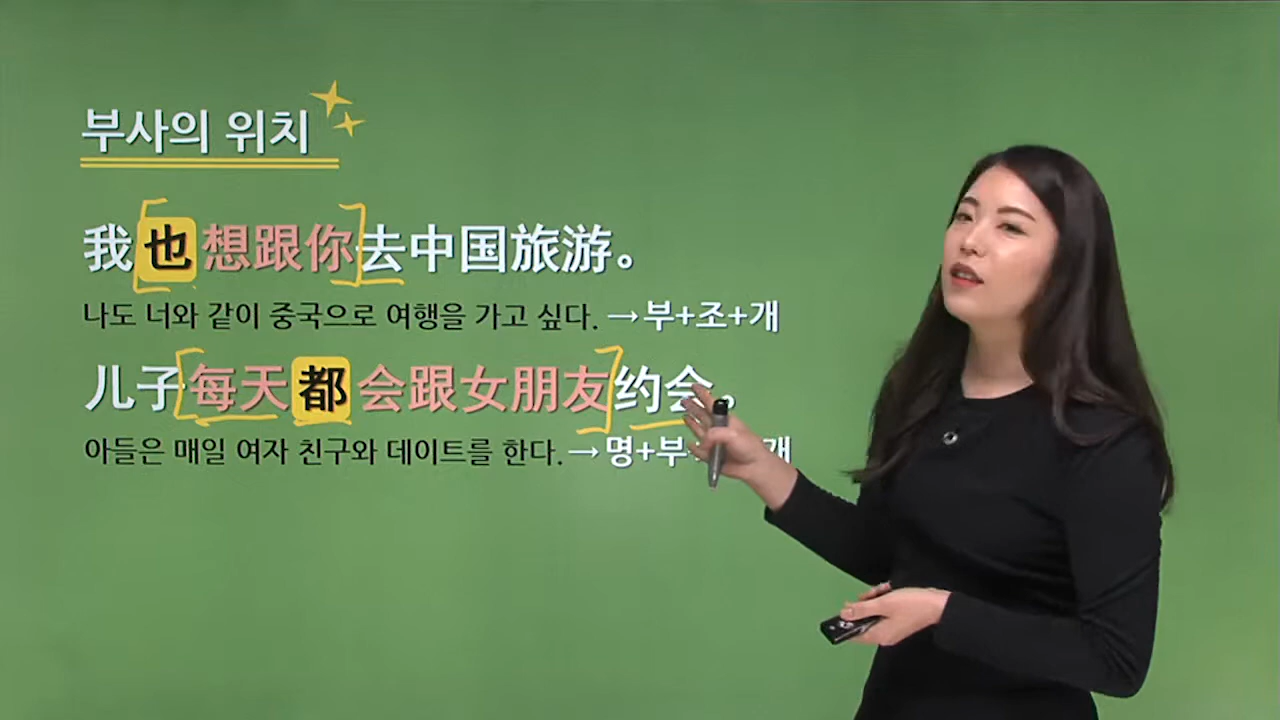 부사의 위치
我也想跟你去中国旅游。
나도 너와 같이 중국으로 여행을 가고 싶다. →부+조+개
儿子每天都会跟女朋友约会。
아들은 매일 여자 친구와 데이트를 한다. →명+부+ 개